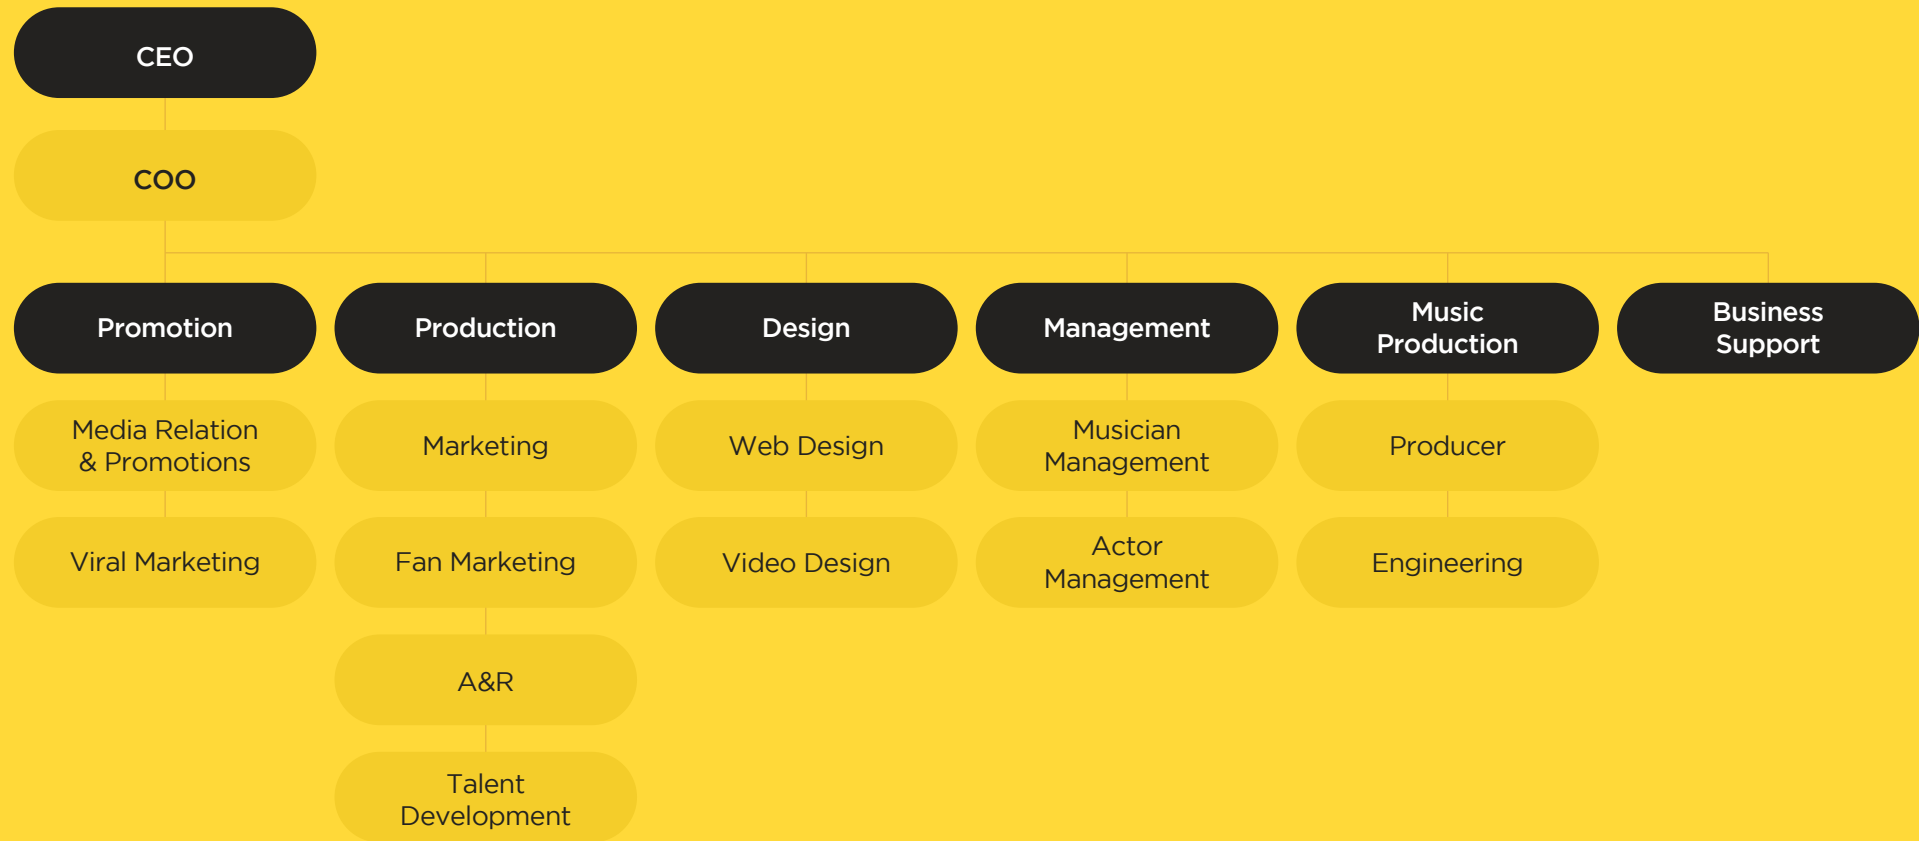 CEO
COO
Promotion
Production
Design
Management
Music
Production
Business
Support
Media Relation
& Promotions
Marketing
Web Design
Musician
Management
Producer
Viral Marketing
Fan Marketing
Video Design
Actor
Management
Engineering
A&R
Talent
Development